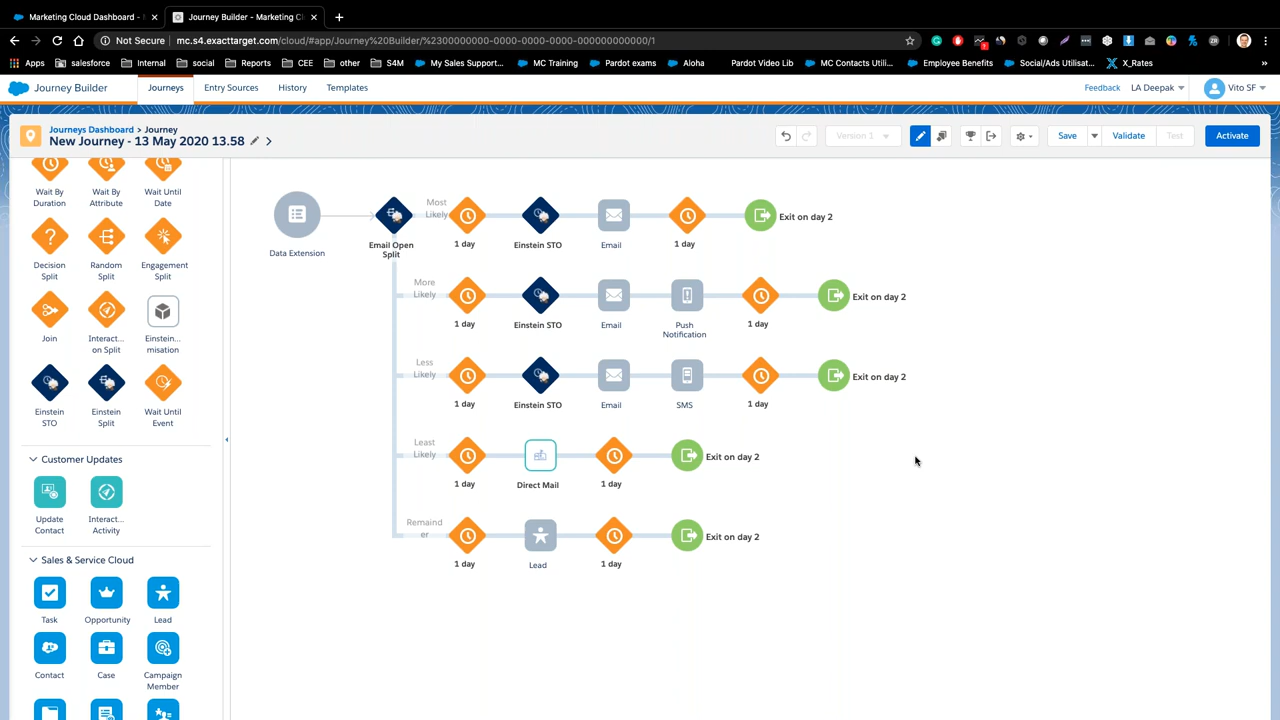 Marketing Cloud Dashboard -
Journey Builder - Marketing Cl
Not Secure
mc.s4.exacttarget.com/cloud/#app/Journey%20Builder/%2300000000-0000-0000-0000-000000000000/1
Apps
salesforce
Internal
social
Reports
CEE
other
S4M
My Sales Support...
MC Training
Pardot exams
Aloha
Pardot Video Lib
MC Contacts Utili...
Employee Benefits
Social/Ads Utilisat...
X_Rates
»
Journey Builder
Journeys
Entry Sources
History
Templates
Feedback
LA Deepak
Vito SF
Journeys Dashboard > Journey
New Journey - 13 May 2020 13.58
Version 1
Save
Validate
Test
Activate
Wait By
Duration
Wait By
Attribute
Wait Until
Date
Decision
Split
Random
Split
Engagement
Split
Join
Interact...
on Split
Einstein...
misation
Einstein
STO
Einstein
Split
Wait Until
Event
Customer Updates
Update
Contact
Interact...
Activity
Sales & Service Cloud
Task
Opportunity
Lead
Contact
Case
Campaign
Member
Data Extension
Email Open
Split
Most
Likely
1 day
Einstein STO
Email
1 day
Exit on day 2
More
Likely
1 day
Einstein STO
Email
Push
Notification
1 day
Exit on day 2
Less
Likely
1 day
Einstein STO
Email
SMS
1 day
Exit on day 2
Least
Likely
1 day
Direct Mail
1 day
Exit on day 2
Remaind
er
1 day
Lead
1 day
Exit on day 2